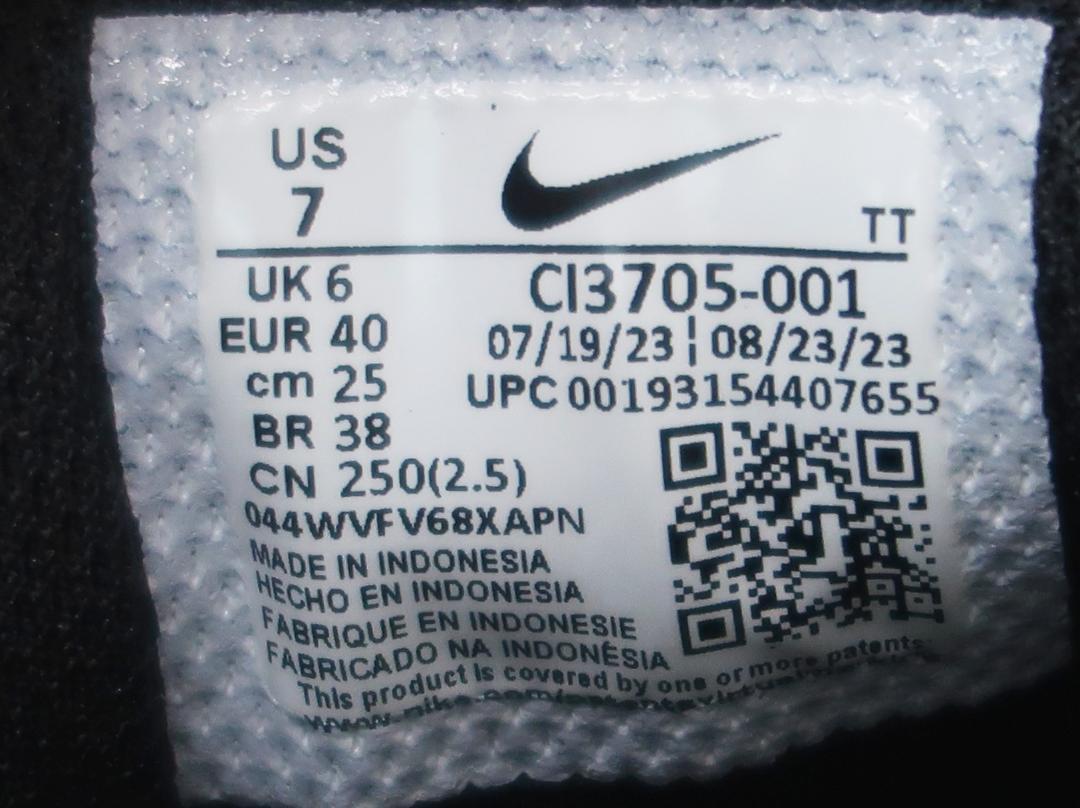 US
7
TT
UK 6
EUR 40
cm 25
BR 38
CN 250(2.5)
CI3705-001
07/19/23 ¦ 08/23/23
UPC 00193154407655
044WVFV68XAPN
MADE IN INDONESIA
HECHO EN INDONESIA
FABRIQUE EN INDONESIE
FABRICADO NA INDONÉSIA
This product is covered by one or more patents.